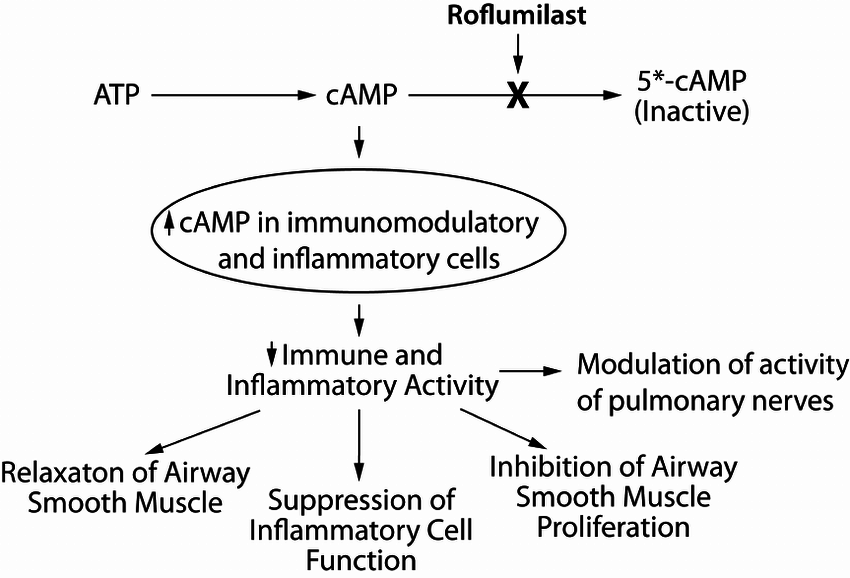 Roflumilast
ATP
cAMP
X
5*-cAMP
(Inactive)
cAMP in immunomodulatory
and inflammatory cells
Immune and
Inflammatory Activity
Modulation of activity
of pulmonary nerves
Relaxaton of Airway
Smooth Muscle
Suppression of
Inflammatory Cell
Function
Inhibition of Airway
Smooth Muscle
Proliferation